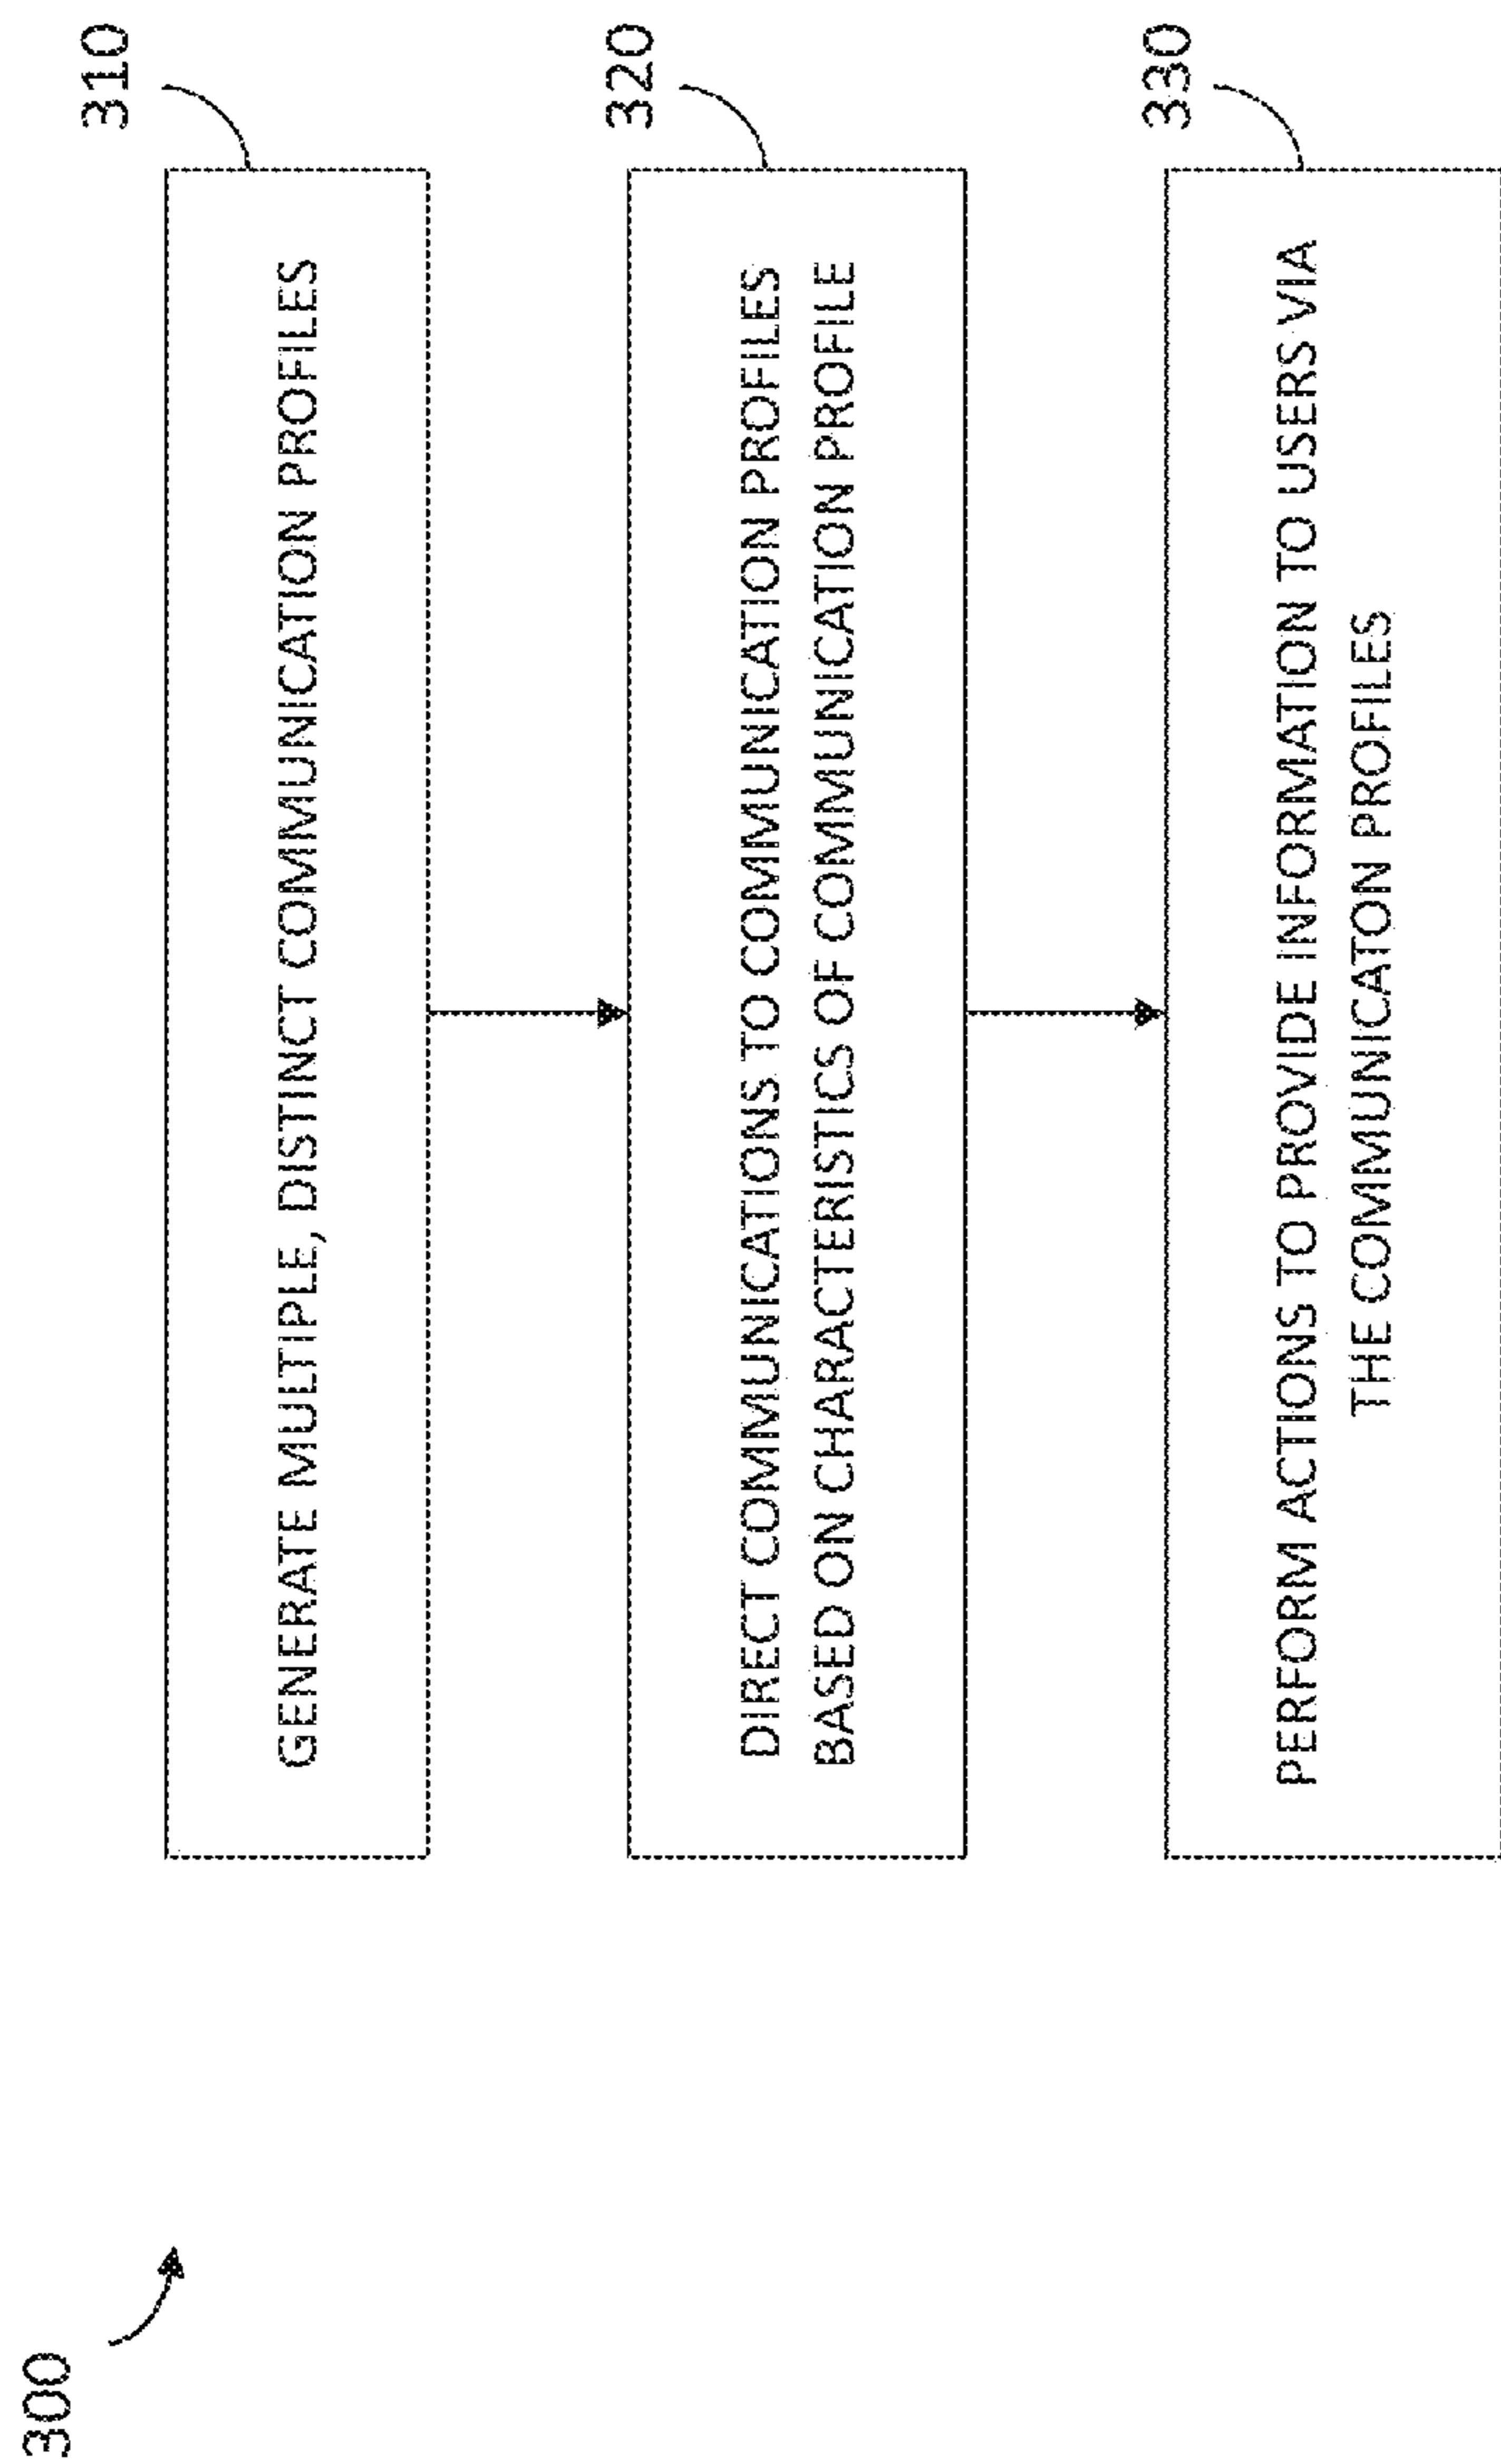 300
310
GENERATE MULTIPLE, DISTINCT COMMUNICATION PROFILES
320
DIRECT COMMUNICATIONS TO COMMUNICATION PROFILES
BASED ON CHARACTERISTICS OF COMMUNICATION PROFILE
330
PERFORM ACTIONS TO PROVIDE INFORMATION TO USERS VIA
THE COMMUNICATON PROFILES